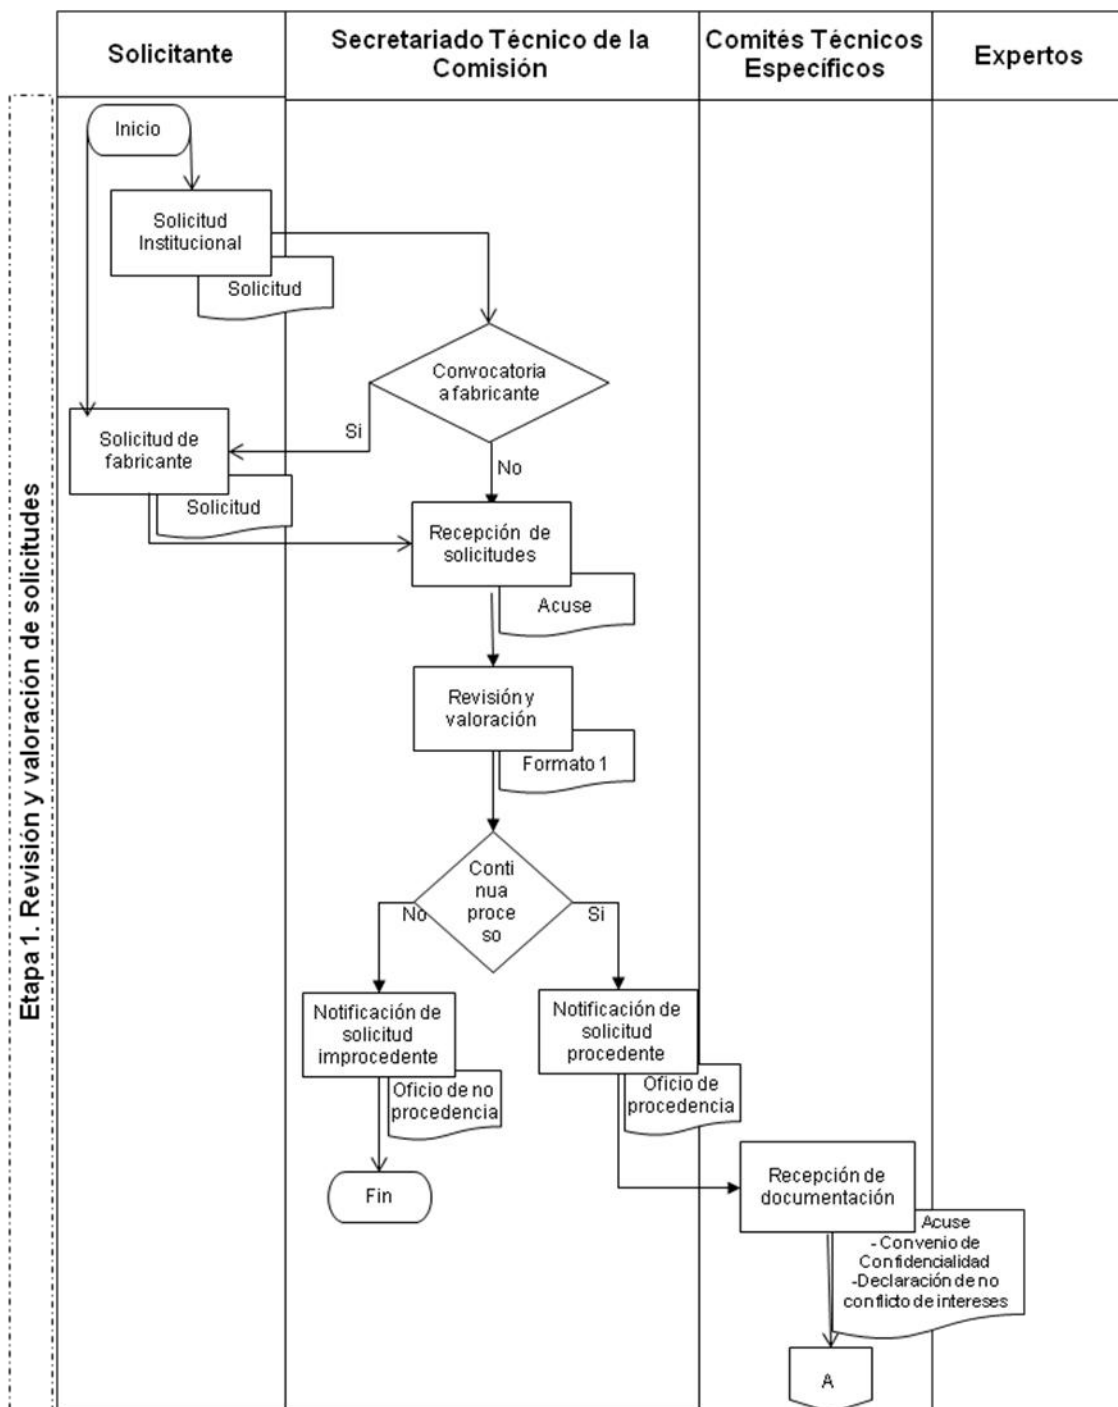 Solicitante
Secretariado Técnico de la
Comisión
Comités Técnicos
Específicos
Expertos
Etapa 1. Revisión y valoración de solicitudes
Inicio
Solicitud
Institucional
Solicitud
Convocatoria
a fabricante
Si
No
Solicitud de
fabricante
Solicitud
Recepción de
solicitudes
Acuse
Revisión y
valoración
Formato 1
Conti
nua
proce
so
No
Si
Notificación de
solicitud
improcedente
Oficio de no
procedencia
Notificación de
solicitud
procedente
Oficio de
procedencia
Fin
Recepción de
documentación
Acuse
- Convenio de
Confidencialidad
-Declaración de no
conflicto de intereses
A